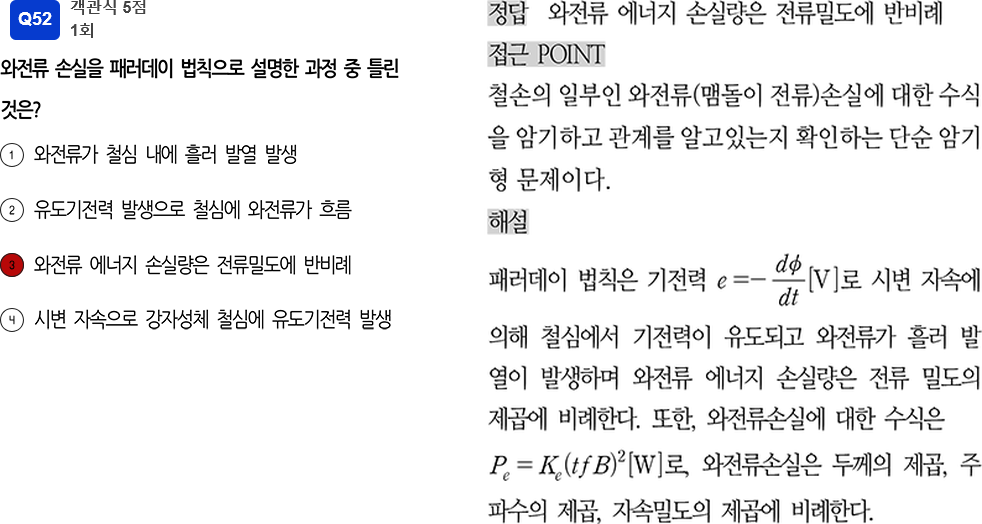 Q52
객관식 5점
1회
와전류 손실을 패러데이 법칙으로 설명한 과정 중 틀린
것은?
1 와전류가 철심 내에 흘러 발열 발생
2 유도기전력 발생으로 철심에 와전류가 흐름
3 와전류 에너지 손실량은 전류밀도에 반비례
4 시변 자속으로 강자성체 철심에 유도기전력 발생
정답 와전류 에너지 손실량은 전류밀도에 반비례
접근 POINT
철손의 일부인 와전류(맴돌이 전류)손실에 대한 수식
을 암기하고 관계를 알고있는지 확인하는 단순 암기
형 문제이다.
해설
패러데이 법칙은 기전력 e=-dϕ/dt[V]로 시변 자속에
의해 철심에서 기전력이 유도되고 와전류가 흘러 발
열이 발생하며 와전류 에너지 손실량은 전류 밀도의
제곱에 비례한다. 또한, 와전류손실에 대한 수식은
Pₑ=Kₑ(tfB)²[W]로, 와전류손실은 두께의 제곱, 주
파수의 제곱, 자속밀도의 제곱에 비례한다.